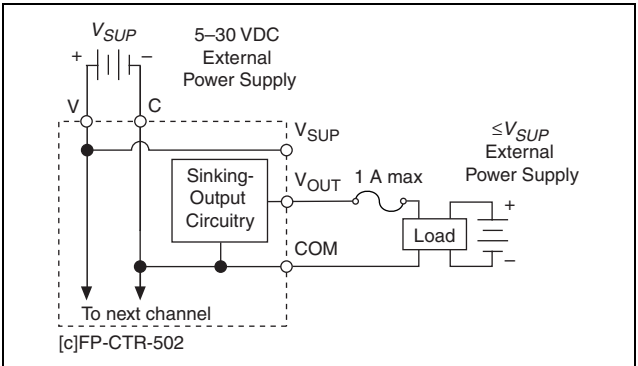 V_SUP
5–30 VDC
External
Power Supply
+
–
V
C
V_SUP
≤V_SUP
External
Power Supply
Sinking-
Output
Circuitry
V_OUT
1 A max
+
Load
COM
–
To next channel
[c]FP-CTR-502